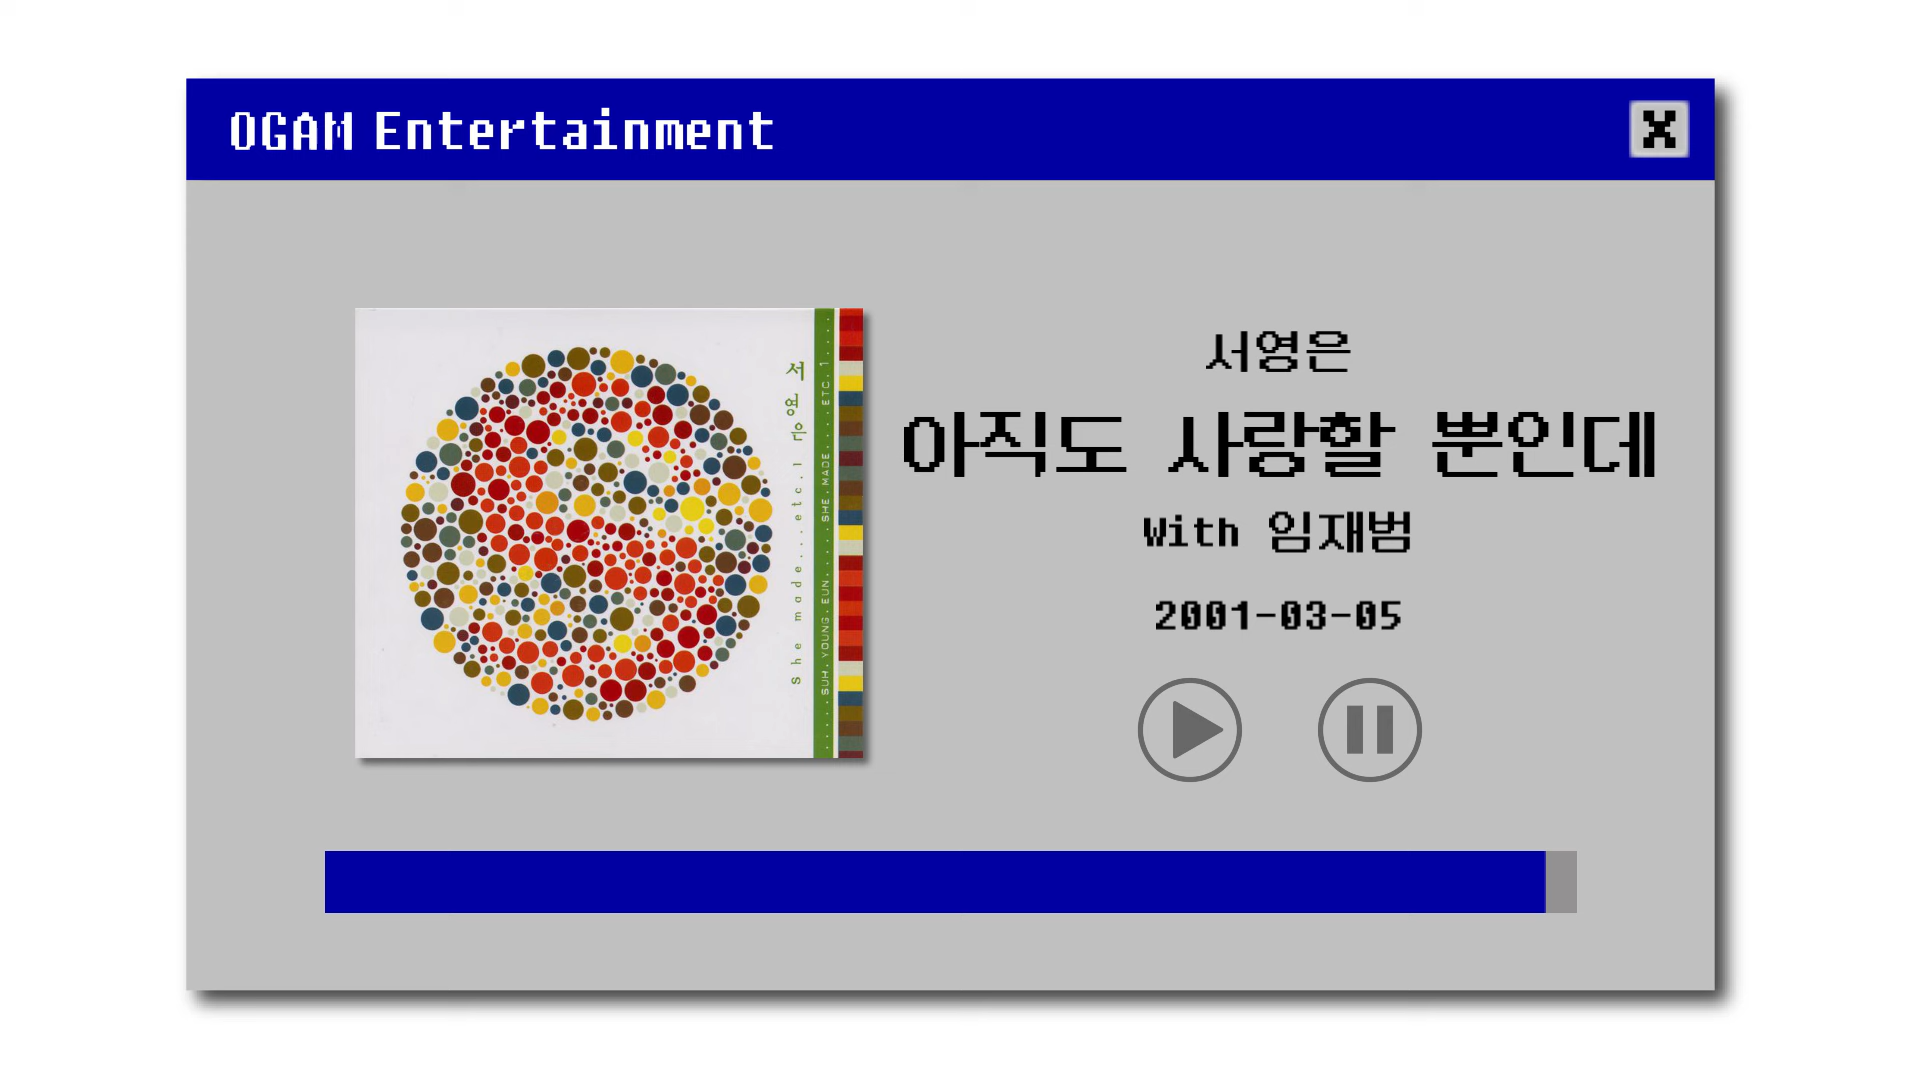 OGAM Entertainment
X
서영은
She made...etc.1
......SUH.YOUNG.EUN......SHE.MADE....ETC.1....
서영은
아직도 사랑할 뿐인데
With 임재범
2001-03-05